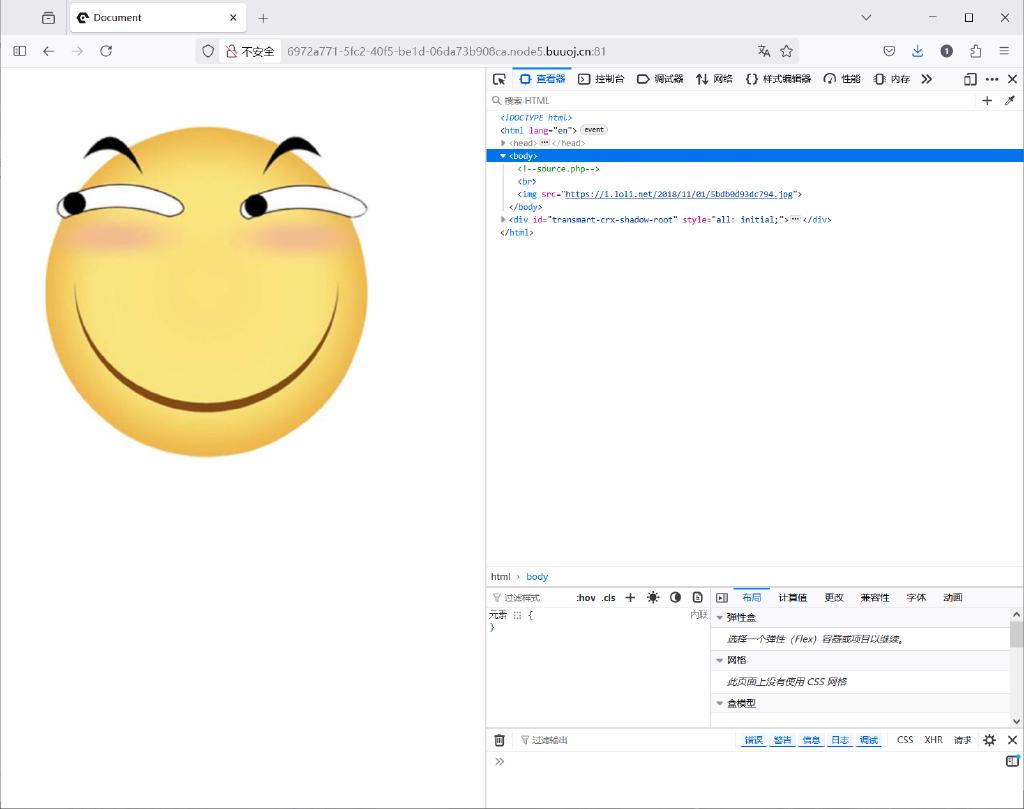 Document
不安全 6972a771-5fc2-40f5-be1d-06da73b908ca.node5.buuoj.cn:81
1
查看器 控制台 调试器 网络 样式编辑器 性能 内存
搜索 HTML
<!DOCTYPE html>
<html lang="en"> event
<head> ••• </head>
<body>
<!--source.php-->
<br>
<img src="https://i.loli.net/2018/11/01/5bdb0d93dc794.jpg">
</body>
<div id="transmart-crx-shadow-root" style="all: initial;"> ••• </div>
</html>
html › body
过滤样式 :hov .cls
布局 计算值 更改 兼容性 字体 动画
元素 { 内联
}
弹性盒
选择一个弹性（Flex）容器或项目以继续。
网格
此页面上没有使用 CSS 网格
盒模型
过滤输出 错误 警告 信息 日志 调试 CSS XHR 请求